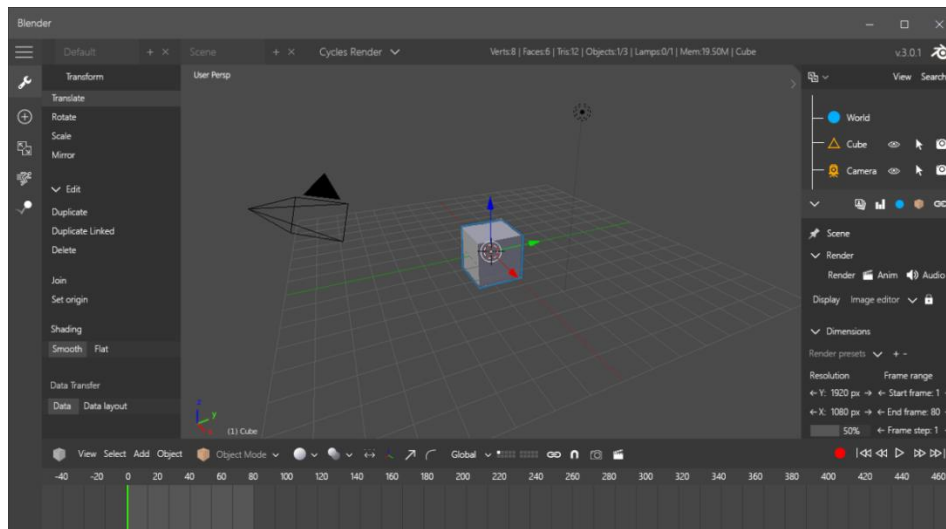 Blender
Default + × Scene + × Cycles Render Verts:8 | Faces:6 | Tris:12 | Objects:1/3 | Lamps:0/1 | Mem:19.50M | Cube v.3.0.1
Transform
Translate
Rotate
Scale
Mirror
Edit
Duplicate
Duplicate Linked
Delete
Join
Set origin
Shading
Smooth Flat
Data Transfer
Data Data layout
User Persp
z
y
(1) Cube
View Search
World
Cube
Camera
Scene
Render
Render Anim Audio
Display Image editor
Dimensions
Render presets + -
Resolution Frame range
Y: 1920 px Start frame: 1
X: 1080 px End frame: 80
50% Frame step: 1
View Select Add Object Object Mode Global
-40 -20 0 20 40 60 80 100 120 140 160 180 200 220 240 260 280 300 320 340 360 380 400 420 440 460